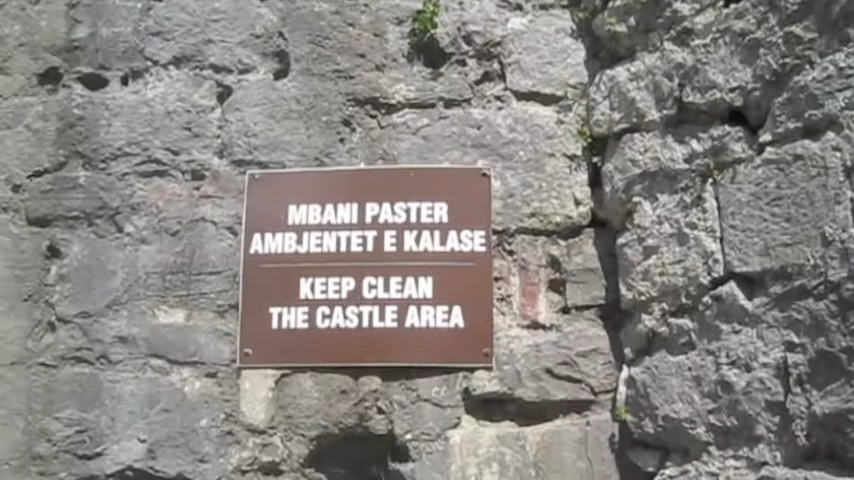 MBANI PASTER
AMBJENTET E KALASE
KEEP CLEAN
THE CASTLE AREA